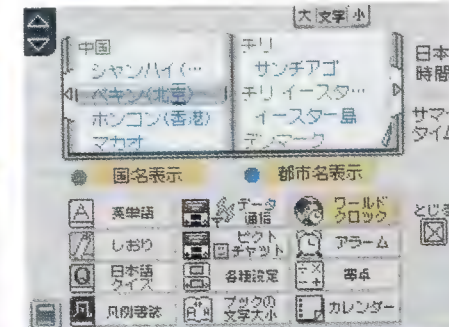 大 文字 小
中国
シャンハイ(…
ペキン(北京)
ホンコン(香港)
マカオ
チリ
サンチアゴ
チリ イースタ…
イースター島
デンマーク
日本
時間
サマー
タイム
国名表示
都市名表示
英単語
データ
通信
ワールド
クロック
とじる
しおり
ピクト
チャット
アラーム
日本語
クイズ
各種設定
電卓
凡例書誌
ブックの
文字大小
カレンダー